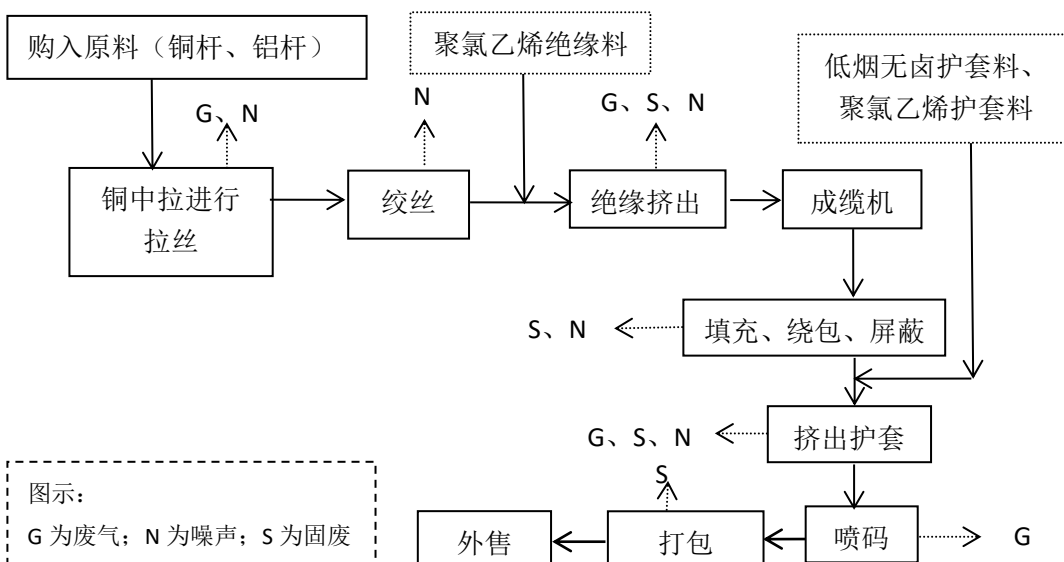 购入原料（铜杆、铝杆）
聚氯乙烯绝缘料
低烟无卤护套料、
聚氯乙烯护套料
G、N
N
G、S、N
铜中拉进行
拉丝
绞丝
绝缘挤出
成缆机
S、N
填充、绕包、屏蔽
G、S、N
挤出护套
图示：
G 为废气；N 为噪声；S 为固废
S
外售
打包
喷码
G